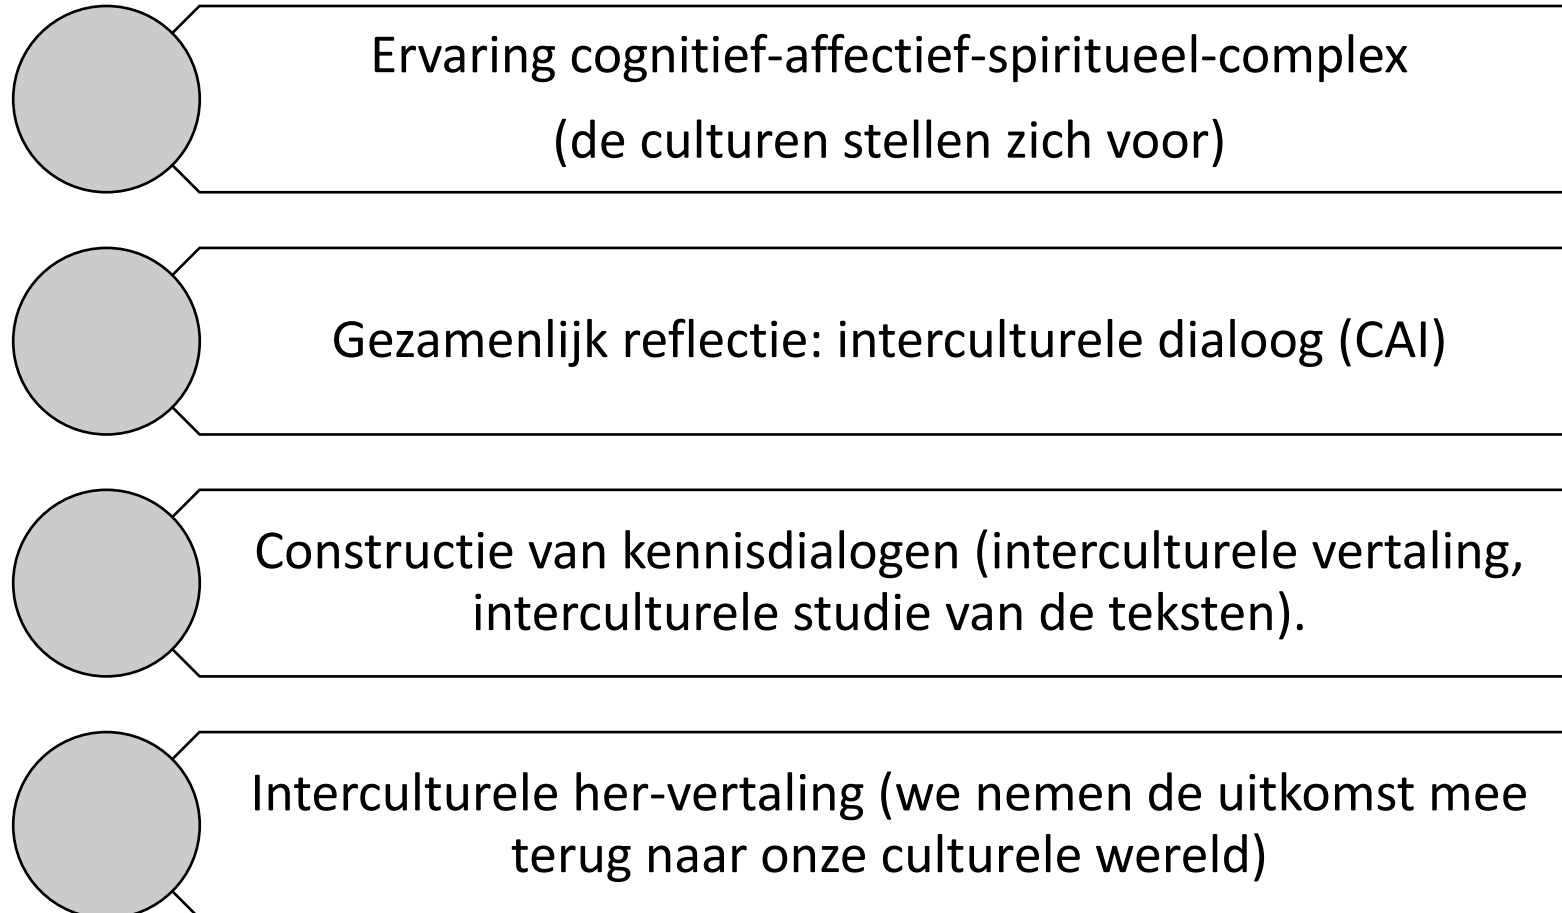 Ervaring cognitief-affectief-spiritueel-complex
(de culturen stellen zich voor)
Gezamenlijk reflectie: interculturele dialoog (CAI)
Constructie van kennisdialogen (interculturele vertaling,
interculturele studie van de teksten).
Interculturele her-vertaling (we nemen de uitkomst mee
terug naar onze culturele wereld)